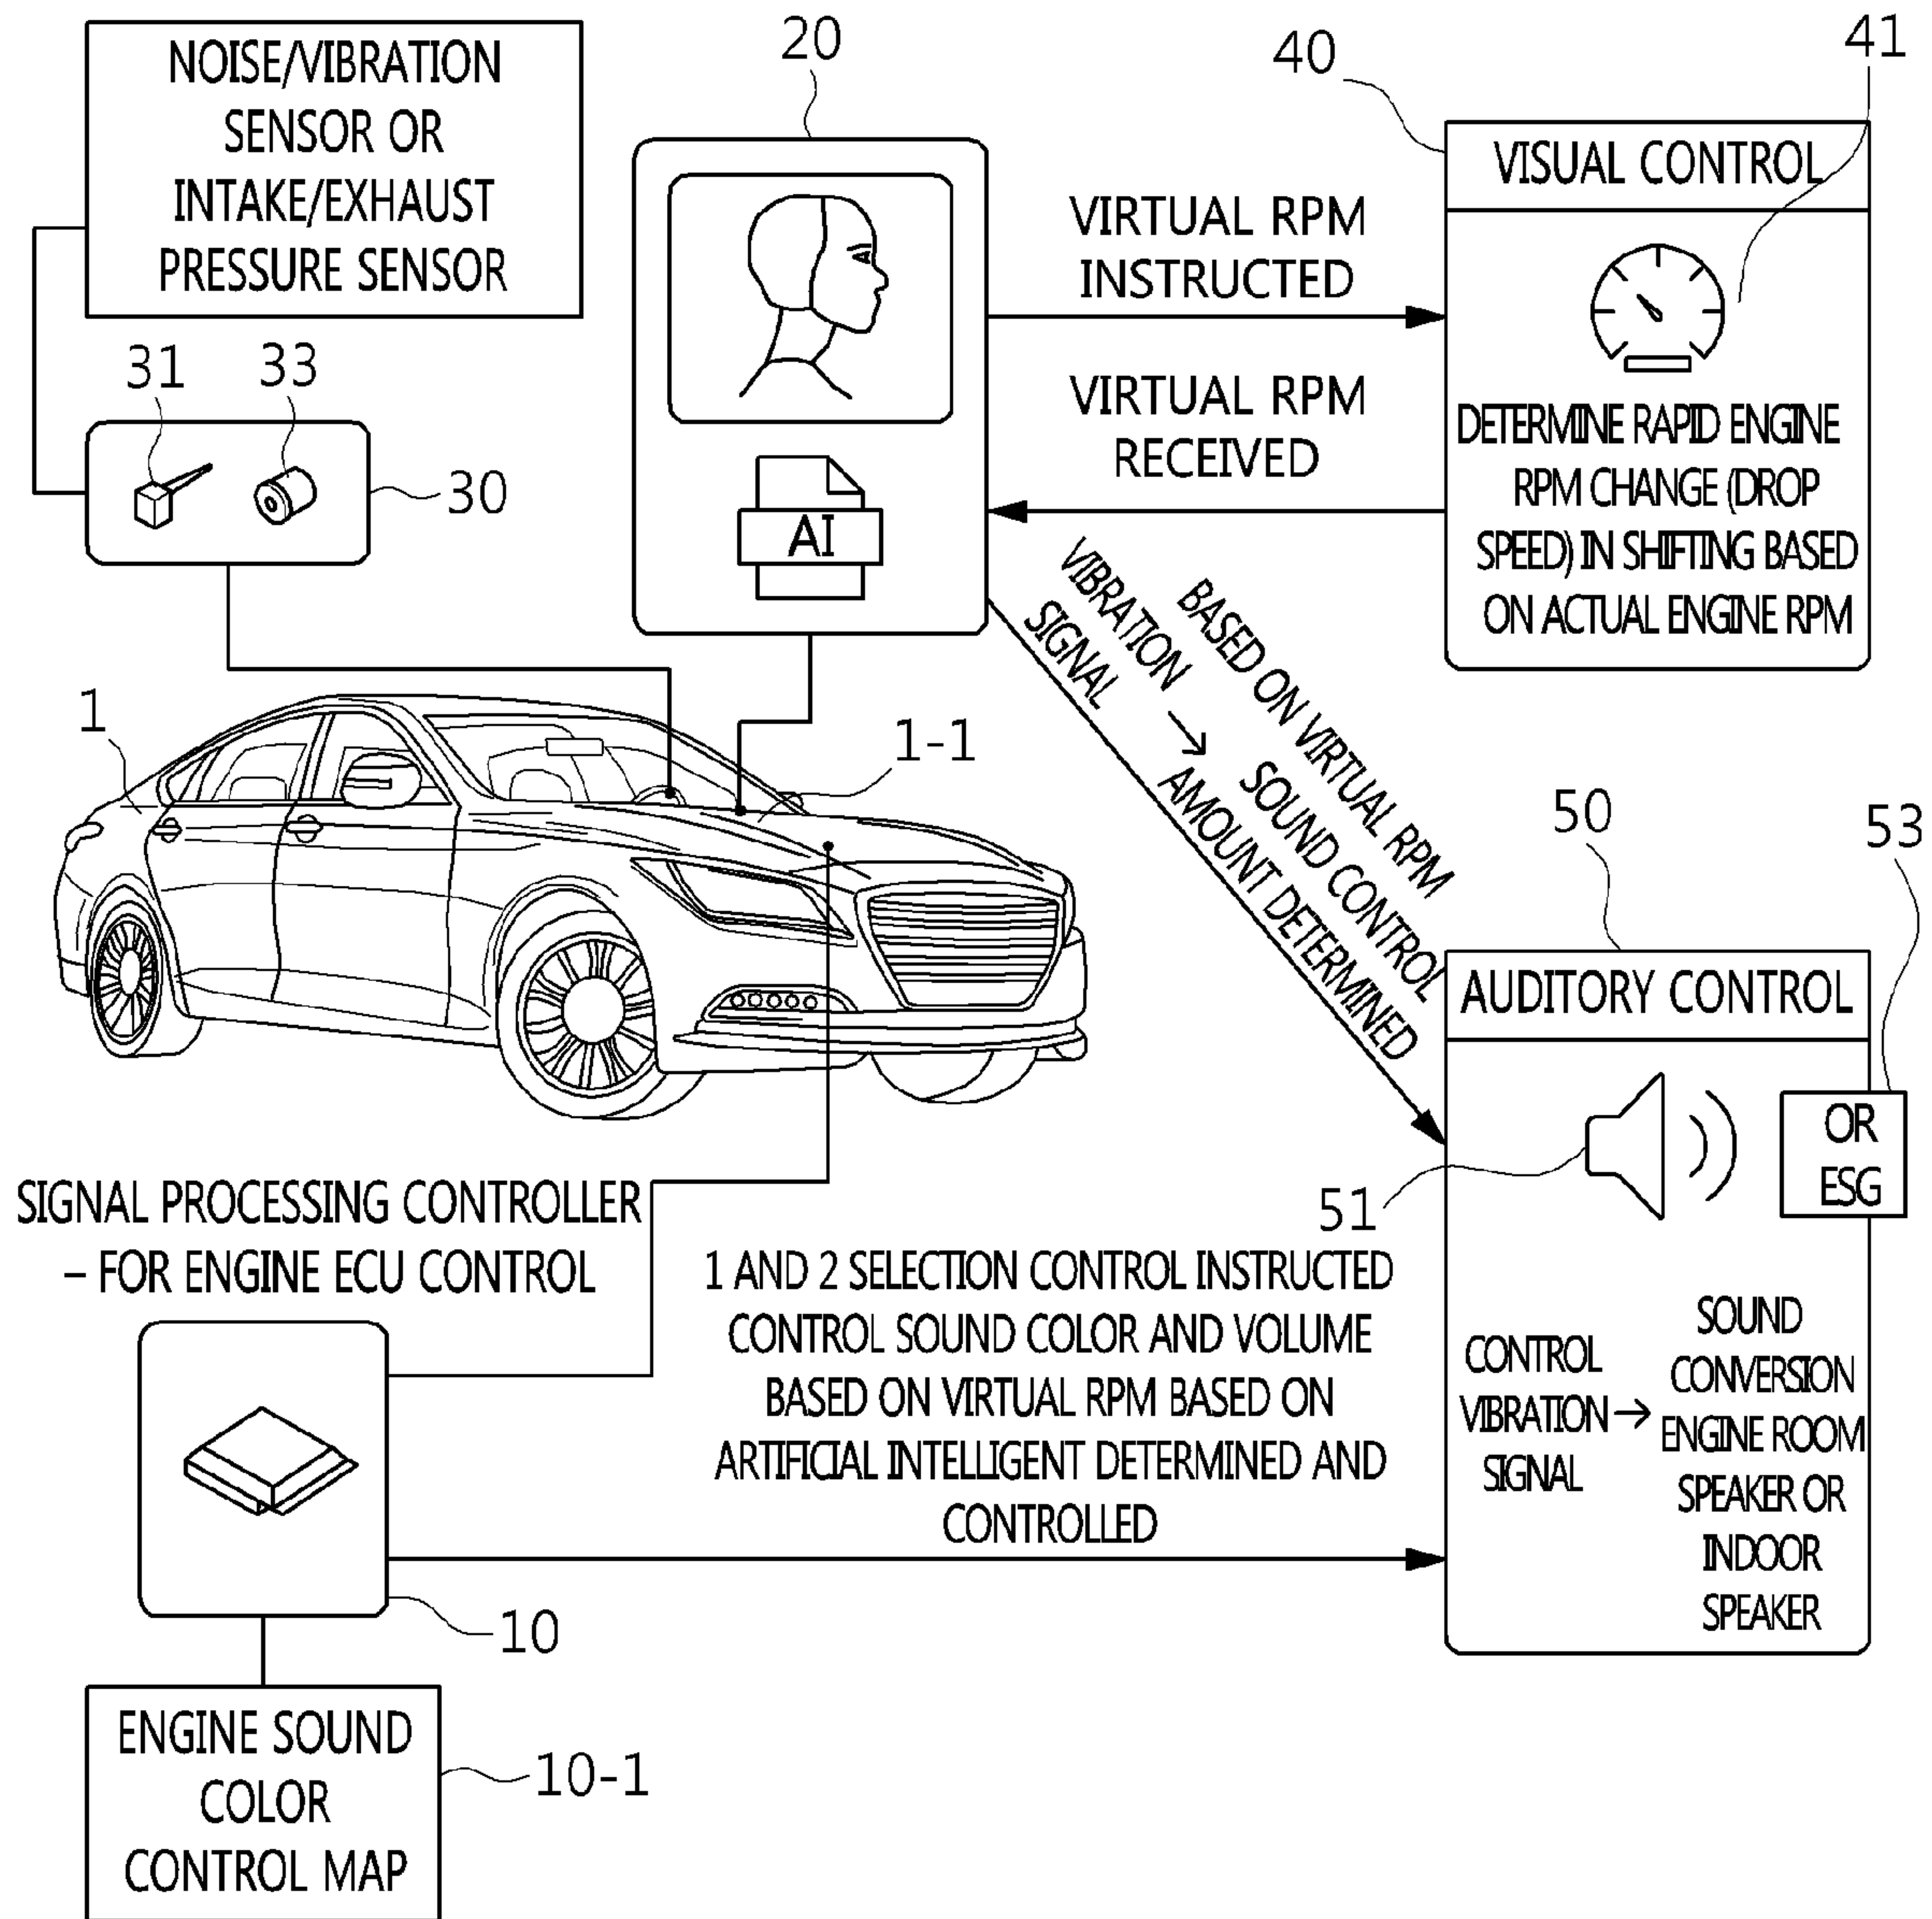 NOISE/VIBRATION
SENSOR OR
INTAKE/EXHAUST
PRESSURE SENSOR
20
40
41
VISUAL CONTROL
VIRTUAL RPM
INSTRUCTED
VIRTUAL RPM
RECEIVED
DETERMINE RAPID ENGINE
RPM CHANGE (DROP
SPEED) IN SHIFTING BASED
ON ACTUAL ENGINE RPM
31
33
30
AI
BASED ON VIRTUAL RPM
VIBRATION → SOUND CONTROL
SIGNAL AMOUNT DETERMINED
1
1-1
50
53
AUDITORY CONTROL
OR
ESG
51
SIGNAL PROCESSING CONTROLLER
– FOR ENGINE ECU CONTROL
1 AND 2 SELECTION CONTROL INSTRUCTED
CONTROL SOUND COLOR AND VOLUME
BASED ON VIRTUAL RPM BASED ON
ARTIFICIAL INTELLIGENT DETERMINED AND
CONTROLLED
CONTROL
VIBRATION →
SIGNAL
SOUND
CONVERSION
ENGINE ROOM
SPEAKER OR
INDOOR
SPEAKER
10
ENGINE SOUND
COLOR
CONTROL MAP
10-1